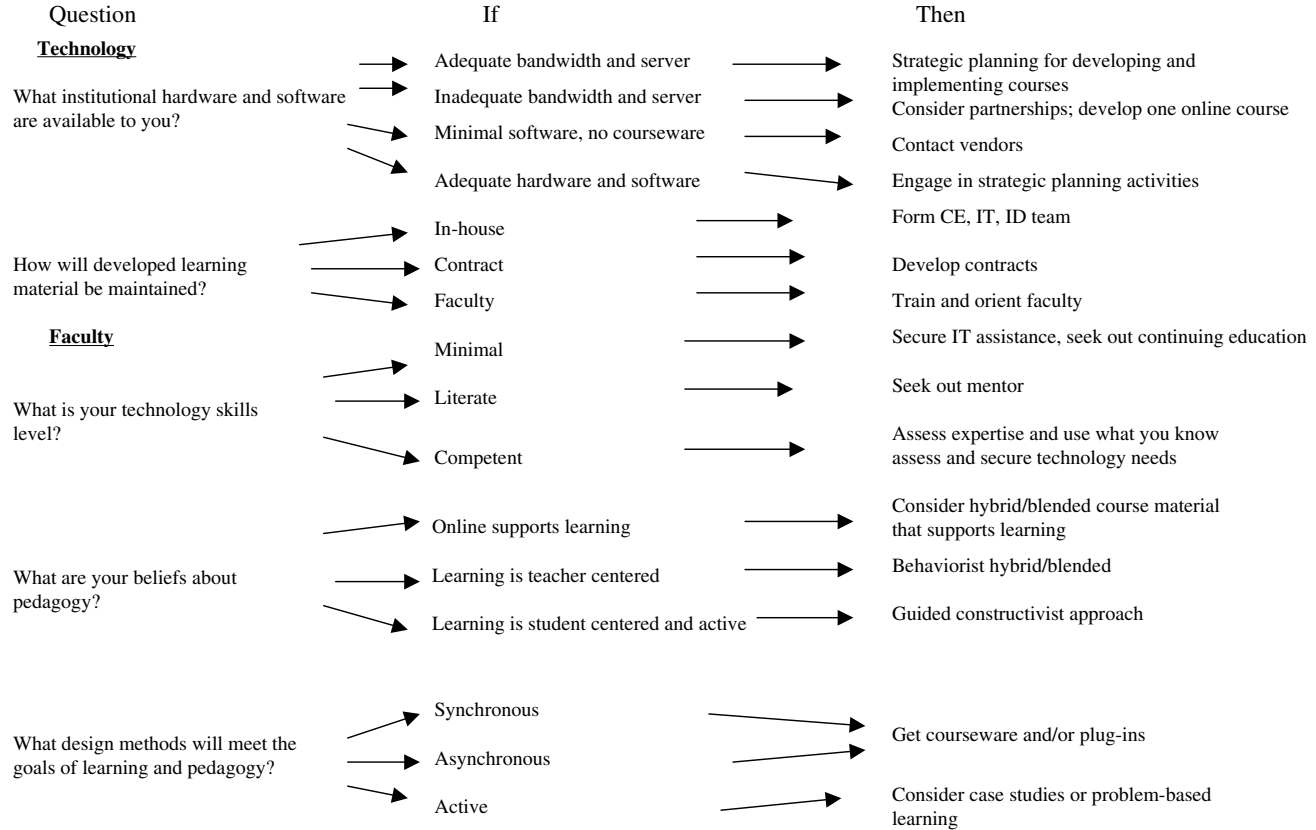 Question If Then
Technology
Adequate bandwidth and server
Strategic planning for developing and
implementing courses
What institutional hardware and software
are available to you?
Inadequate bandwidth and server
Consider partnerships; develop one online course
Minimal software, no courseware
Contact vendors
Adequate hardware and software
Engage in strategic planning activities
How will developed learning
material be maintained?
In-house
Form CE, IT, ID team
Contract
Develop contracts
Faculty
Train and orient faculty
Faculty
What is your technology skills
level?
Minimal
Secure IT assistance, seek out continuing education
Literate
Seek out mentor
Competent
Assess expertise and use what you know
assess and secure technology needs
What are your beliefs about
pedagogy?
Online supports learning
Consider hybrid/blended course material
that supports learning
Learning is teacher centered
Behaviorist hybrid/blended
Learning is student centered and active
Guided constructivist approach
What design methods will meet the
goals of learning and pedagogy?
Synchronous
Asynchronous
Get courseware and/or plug-ins
Active
Consider case studies or problem-based
learning